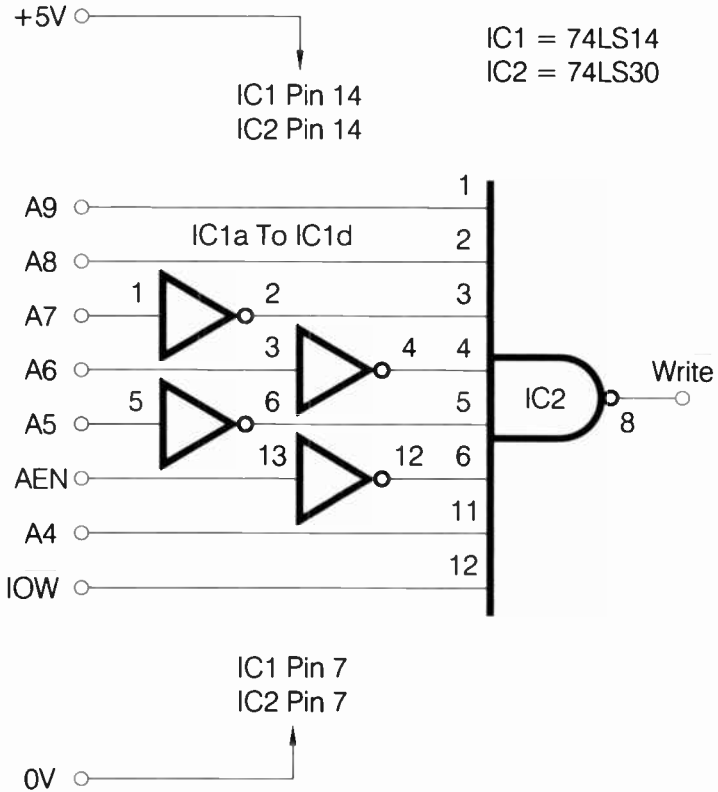 +5V
IC1 = 74LS14
IC2 = 74LS30
IC1 Pin 14
IC2 Pin 14
A9
1
IC1a To IC1d
A8
2
A7
1
2
3
A6
3
4
4
A5
5
6
5
IC2
Write
8
AEN
13
12
6
A4
11
IOW
12
IC1 Pin 7
IC2 Pin 7
0V